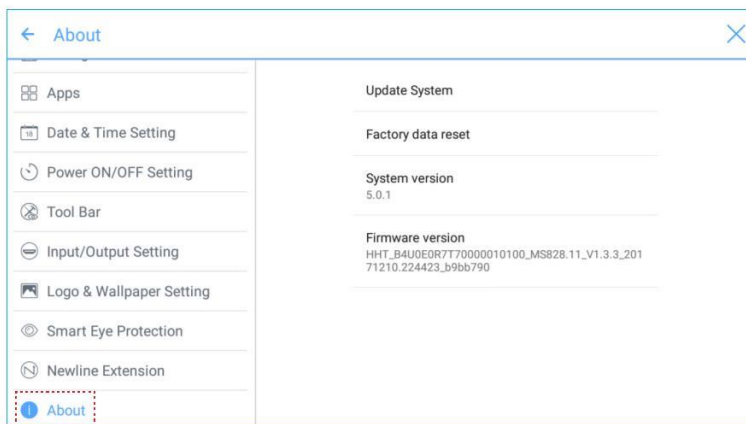 About
Apps
18
Date & Time Setting
Power ON/OFF Setting
Tool Bar
Input/Output Setting
Logo & Wallpaper Setting
Smart Eye Protection
N
Newline Extension
About
Update System
Factory data reset
System version
5.0.1
Firmware version
HHT_B4U0E0R7T70000010100_MS828.11_V1.3.3_201
71210.224423_b9bb790